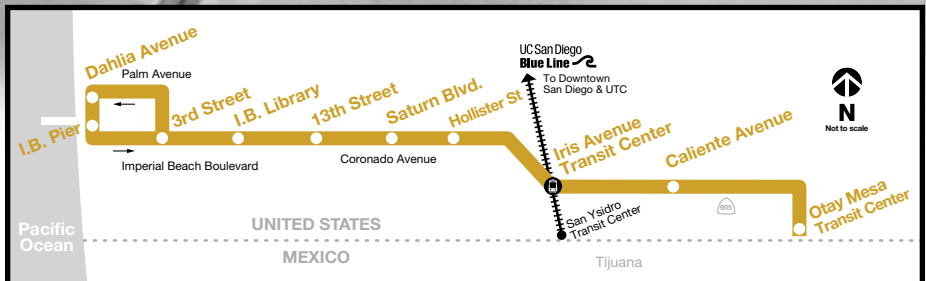 UC San Diego
Blue Line
To Downtown
San Diego & UTC
Dahlia Avenue
Palm Avenue
I.B. Pier
3rd Street
I.B. Library
13th Street
Saturn Blvd.
Hollister St
Iris Avenue
Transit Center
Caliente Avenue
N
Not to scale
Imperial Beach Boulevard
Coronado Avenue
905
Otay Mesa
Transit Center
San Ysidro
Transit Center
Pacific
Ocean
UNITED STATES
MEXICO
Tijuana